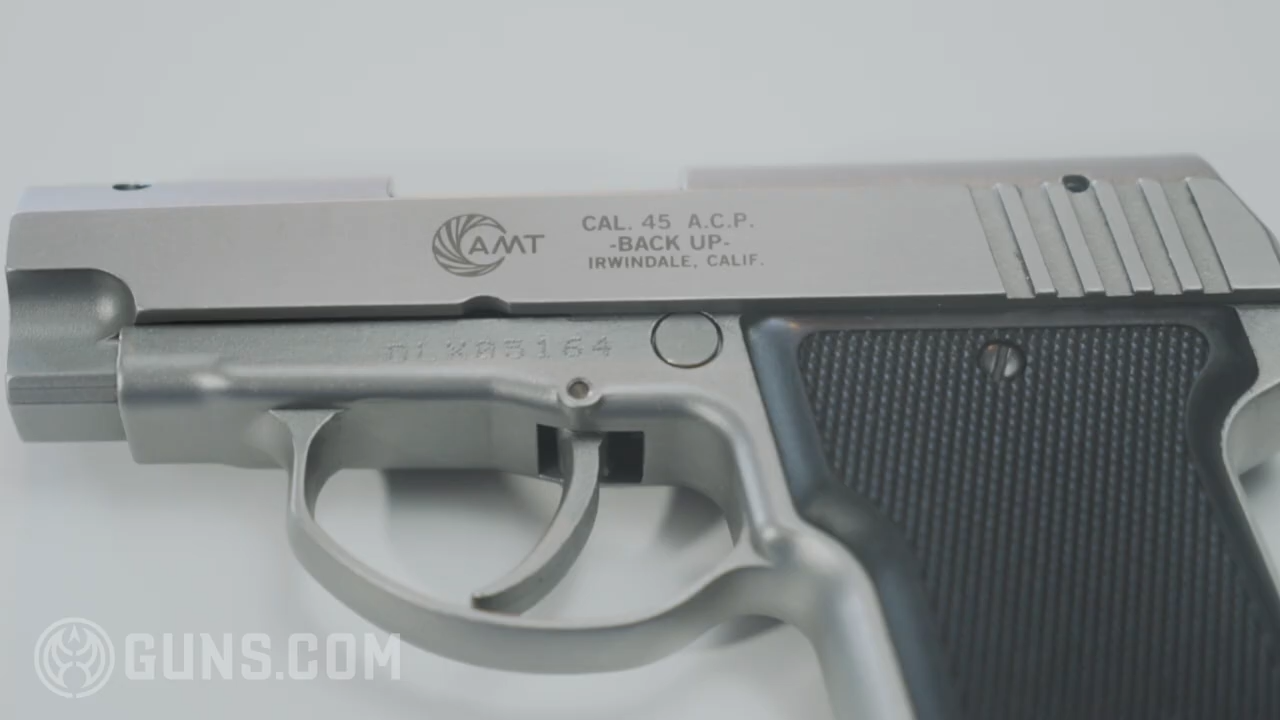 AMT
CAL. 45 A.C.P.
-BACK UP-
IRWINDALE, CALIF.
GUNS.COM